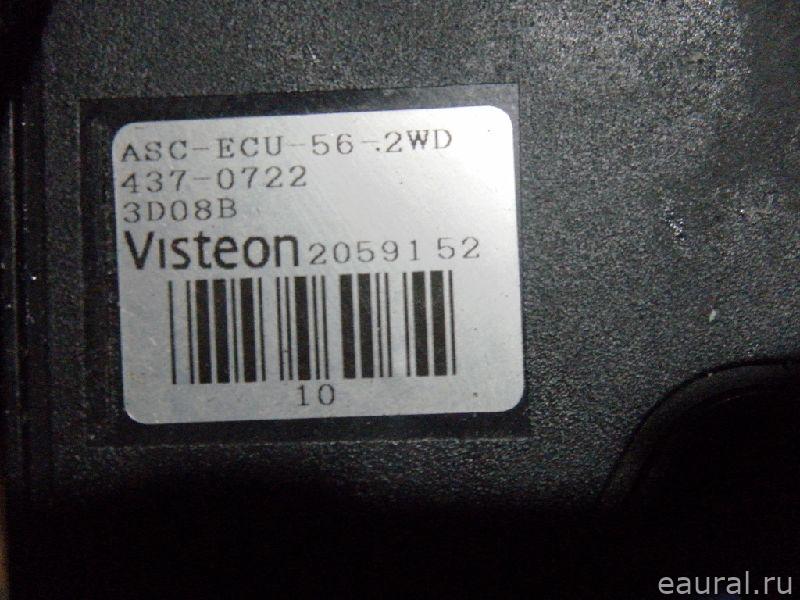 ASC-ECU-56-2WD
437-0722
3D08B
Visteon 2059152
10
eaural.ru